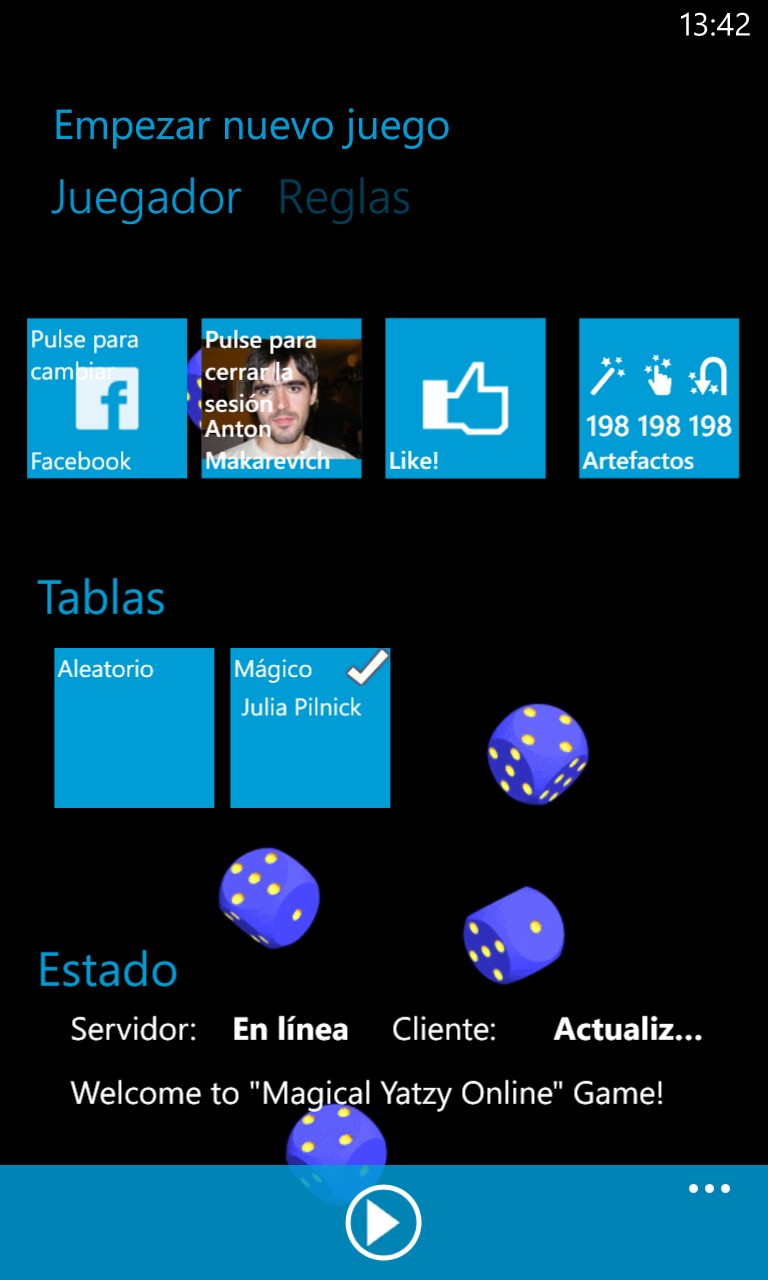 13:42
Empezar nuevo juego
Juegador Reglas
Pulse para
cambiar
Facebook
Pulse para
cerrar la
sesión
Anton
Makarevich
Like!
198 198 198
Artefactos
Tablas
Aleatorio
Mágico
Julia Pilnick
Estado
Servidor: En línea Cliente: Actualiz...
Welcome to "Magical Yatzy Online" Game!